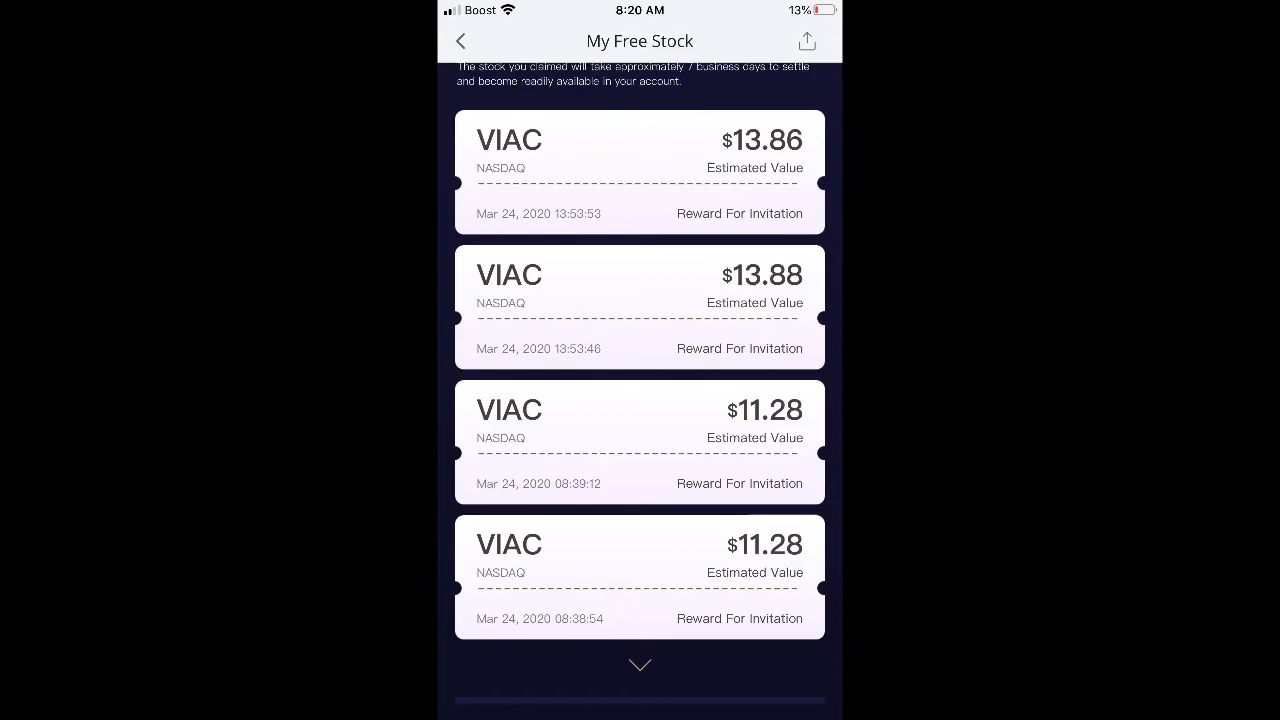 Boost 8:20 AM 13%
My Free Stock
The stock you claimed will take approximately 7 business days to settle
and become readily available in your account.
VIAC $13.86
NASDAQ Estimated Value
Mar 24, 2020 13:53:53 Reward For Invitation
VIAC $13.88
NASDAQ Estimated Value
Mar 24, 2020 13:53:46 Reward For Invitation
VIAC $11.28
NASDAQ Estimated Value
Mar 24, 2020 08:39:12 Reward For Invitation
VIAC $11.28
NASDAQ Estimated Value
Mar 24, 2020 08:38:54 Reward For Invitation